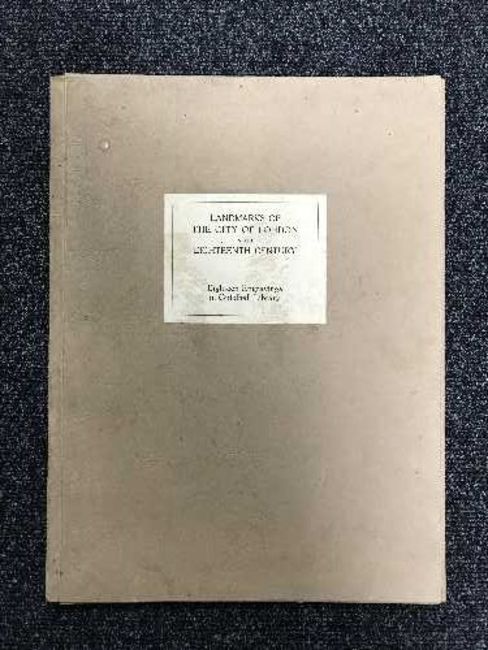 LANDMARKS OF
THE CITY OF LONDON
EIGHTEENTH CENTURY
Eighteen Engravings
in Guildhall Library